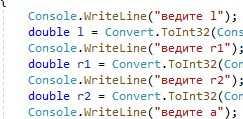 {
Console.WriteLine("ведите l");
double l = Convert.ToInt32(Cons
Console.WriteLine("ведите r1");
double r1 = Convert.ToInt32(Con
Console.WriteLine("ведите r2");
double r2 = Convert.ToInt32(Con
Console.WriteLine("ведите a");